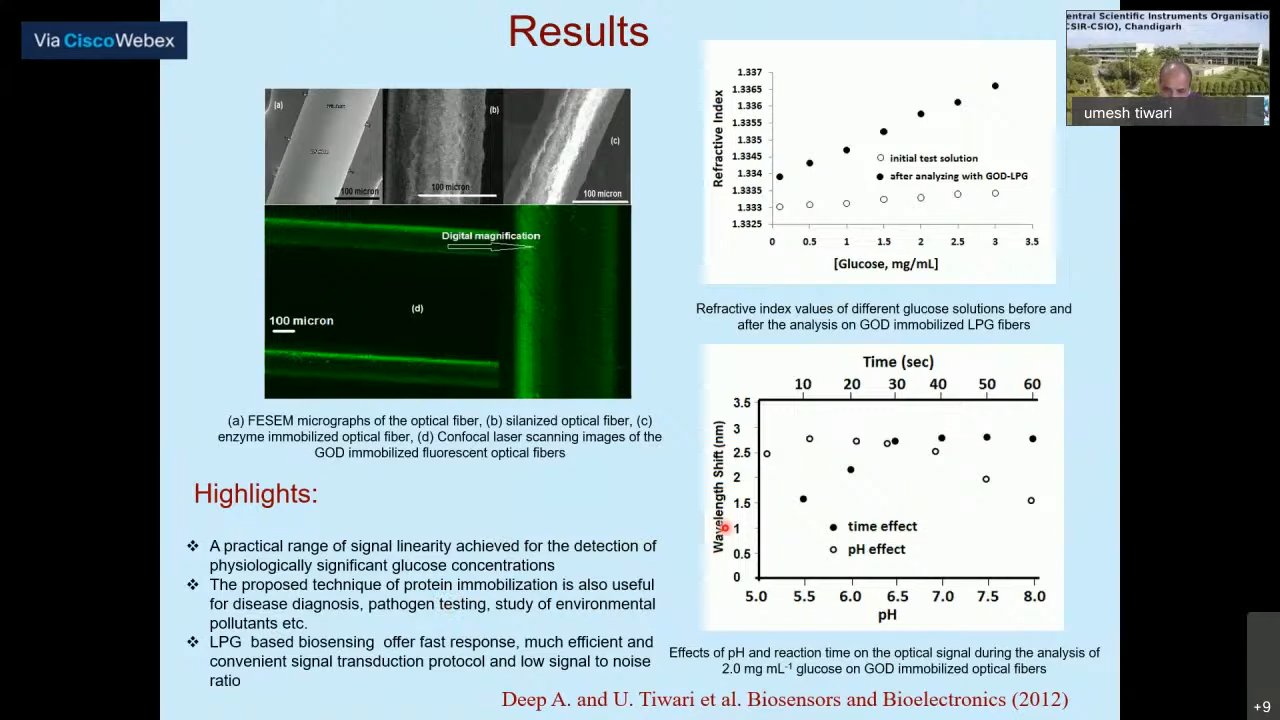 Via Cisco Webex
Results
entral Scientific Instruments Organisatio
CSIR-CSIO), Chandigarh
umesh tiwari
(a)
(b)
(c)
100 micron
100 micron
100 micron
Digital magnification
(d)
100 micron
(a) FESEM micrographs of the optical fiber, (b) silanized optical fiber, (c)
enzyme immobilized optical fiber, (d) Confocal laser scanning images of the
GOD immobilized fluorescent optical fibers
Highlights:
❖ A practical range of signal linearity achieved for the detection of
physiologically significant glucose concentrations
❖ The proposed technique of protein immobilization is also useful
for disease diagnosis, pathogen testing, study of environmental
pollutants etc.
❖ LPG based biosensing offer fast response, much efficient and
convenient signal transduction protocol and low signal to noise
ratio
Refractive Index
1.337
1.3365
1.336
1.3355
1.335
1.3345
1.334
1.3335
1.333
1.3325
initial test solution
after analyzing with GOD-LPG
0 0.5 1 1.5 2 2.5 3 3.5
[Glucose, mg/mL]
Refractive index values of different glucose solutions before and
after the analysis on GOD immobilized LPG fibers
Time (sec)
10 20 30 40 50 60
Wavelength Shift (nm)
3.5
3
2.5
2
1.5
1
0.5
0
time effect
pH effect
5.0 5.5 6.0 6.5 7.0 7.5 8.0
pH
Effects of pH and reaction time on the optical signal during the analysis of
2.0 mg mL⁻¹ glucose on GOD immobilized optical fibers
Deep A. and U. Tiwari et al. Biosensors and Bioelectronics (2012)
+9